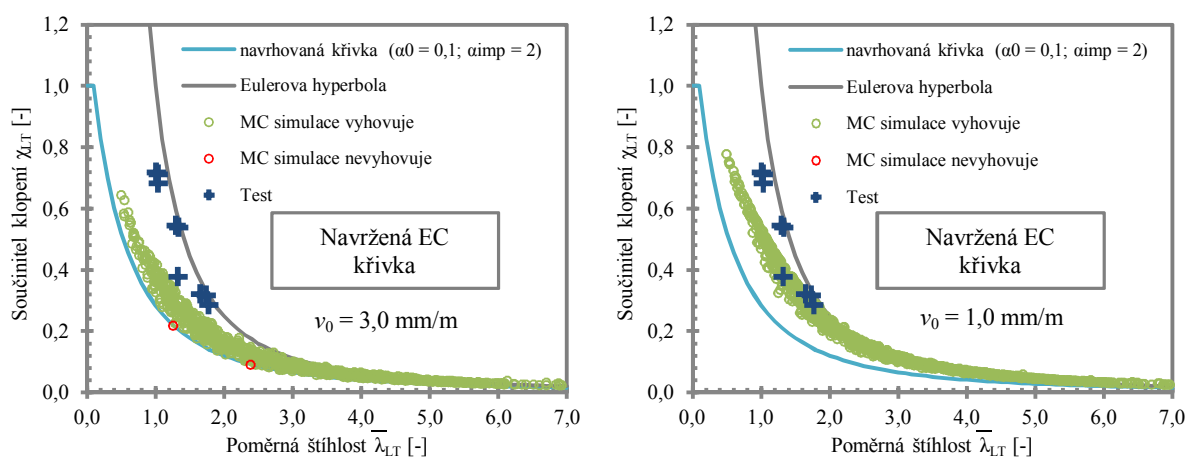 1,2
1,0
0,8
0,6
0,4
0,2
0,0
Součinitel klopení χLT [-]
navrhovaná křivka (α0 = 0,1; αimp = 2)
Eulerova hyperbola
MC simulace vyhovuje
MC simulace nevyhovuje
Test
Navržená EC
křivka
v0 = 3,0 mm/m
0,0 1,0 2,0 3,0 4,0 5,0 6,0 7,0
Poměrná štíhlost λ̅LT [-]
1,2
1,0
0,8
0,6
0,4
0,2
0,0
Součinitel klopení χLT [-]
navrhovaná křivka (α0 = 0,1; αimp = 2)
Eulerova hyperbola
MC simulace vyhovuje
MC simulace nevyhovuje
Test
Navržená EC
křivka
v0 = 1,0 mm/m
0,0 1,0 2,0 3,0 4,0 5,0 6,0 7,0
Poměrná štíhlost λ̅LT [-]